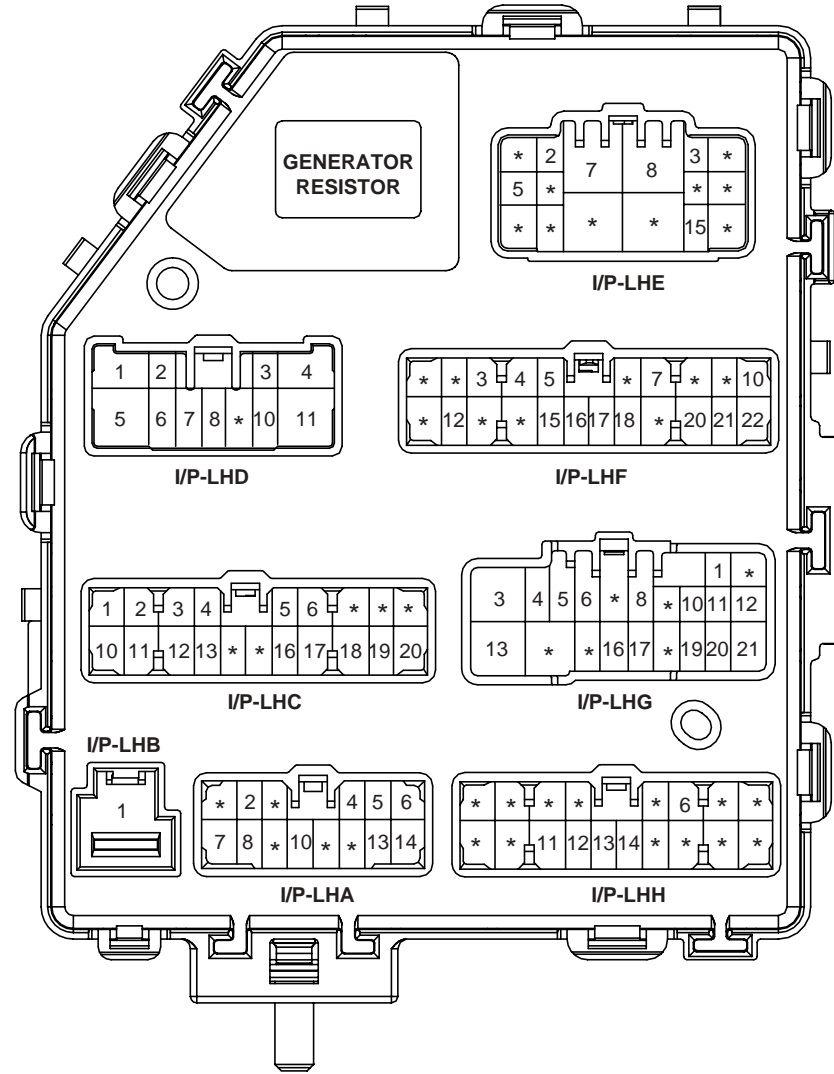 GENERATOR
RESISTOR
* 2 7 8 3 *
5 * * *
* * * * 15 *
I/P-LHE
1 2 3 4
5 6 7 8 * 10 11
I/P-LHD
* * 3 4 5 * 7 * * 10
* 12 * * 15 16 17 18 * 20 21 22
I/P-LHF
1 2 3 4 5 6 * * *
10 11 12 13 * * 16 17 18 19 20
I/P-LHC
1 *
3 4 5 6 * 8 * 10 11 12
13 * * 16 17 * 19 20 21
I/P-LHG
I/P-LHB
1
* 2 * 4 5 6
7 8 * 10 * * 13 14
I/P-LHA
* * * * * 6 * *
* * 11 12 13 14 * * * *
I/P-LHH